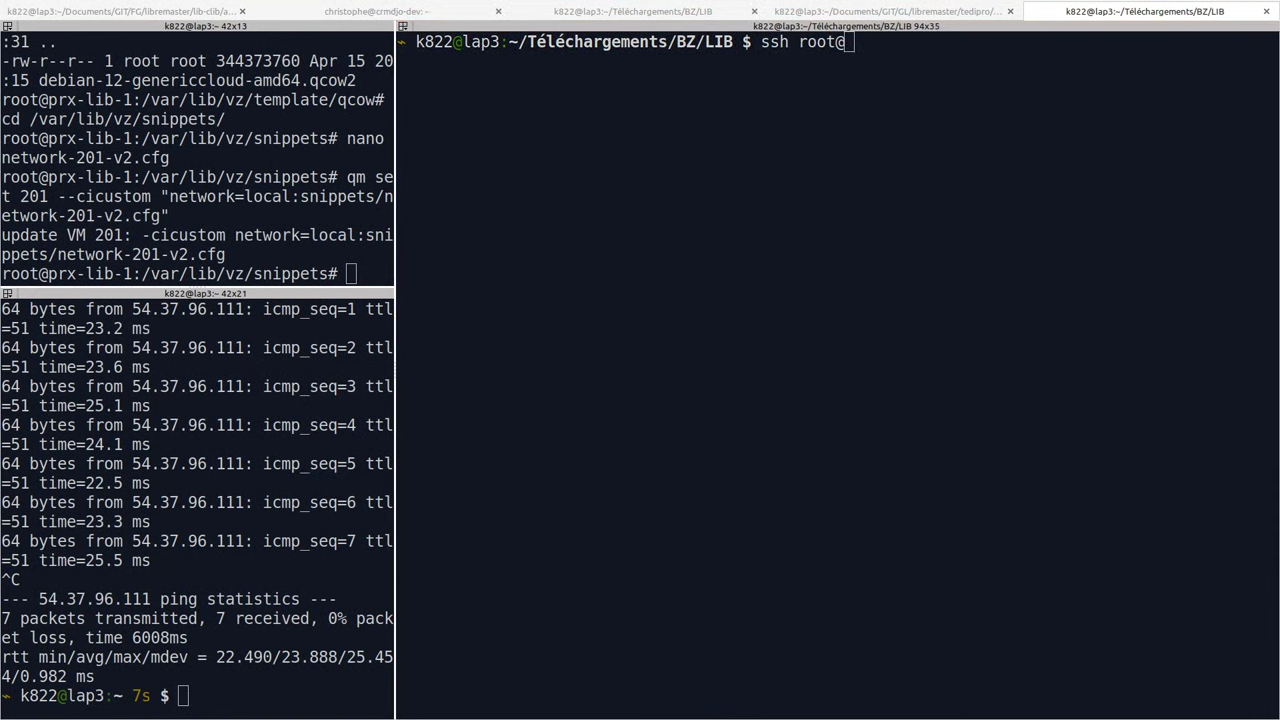 k822@lap3:~/Documents/GIT/FG/libremaster/lib-clib/a...
christophe@crmdjo-dev: ~
k822@lap3:~/Téléchargements/BZ/LIB
k822@lap3:~/Téléchargements/GIT/GL/libremaster/tedipro/...
k822@lap3:~/Téléchargements/BZ/LIB
k822@lap3:~ 42x13
:31 ..
-rw-r--r-- 1 root root 344373760 Apr 15 20
:15 debian-12-genericcloud-amd64.qcow2
root@prx-lib-1:/var/lib/vz/template/qcow#
cd /var/lib/vz/snippets/
root@prx-lib-1:/var/lib/vz/snippets# nano
network-201-v2.cfg
root@prx-lib-1:/var/lib/vz/snippets# qm se
t 201 --cicustom "network=local:snippets/n
etwork-201-v2.cfg"
update VM 201: -cicustom network=local:sni
ppets/network-201-v2.cfg
root@prx-lib-1:/var/lib/vz/snippets#
k822@lap3:~ 42x21
64 bytes from 54.37.96.111: icmp_seq=1 ttl
=51 time=23.2 ms
64 bytes from 54.37.96.111: icmp_seq=2 ttl
=51 time=23.6 ms
64 bytes from 54.37.96.111: icmp_seq=3 ttl
=51 time=25.1 ms
64 bytes from 54.37.96.111: icmp_seq=4 ttl
=51 time=24.1 ms
64 bytes from 54.37.96.111: icmp_seq=5 ttl
=51 time=22.5 ms
64 bytes from 54.37.96.111: icmp_seq=6 ttl
=51 time=23.3 ms
64 bytes from 54.37.96.111: icmp_seq=7 ttl
=51 time=25.5 ms
^C
--- 54.37.96.111 ping statistics ---
7 packets transmitted, 7 received, 0% pack
et loss, time 6008ms
rtt min/avg/max/mdev = 22.490/23.888/25.45
4/0.982 ms
~ k822@lap3:~ 7s $
k822@lap3:~/Téléchargements/BZ/LIB 94x35
~ k822@lap3:~/Téléchargements/BZ/LIB $ ssh root@